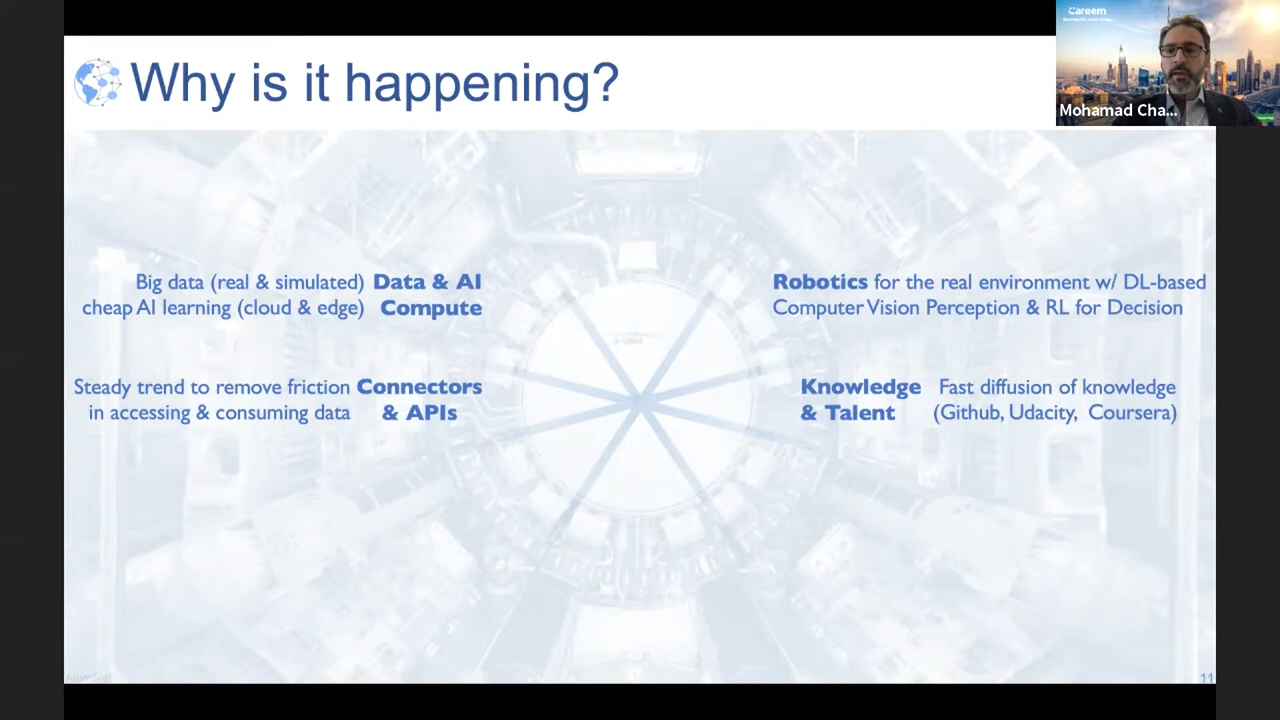 Why is it happening?
Careem
Mohamad Cha...
Big data (real & simulated) Data & AI
cheap AI learning (cloud & edge) Compute
Robotics for the real environment w/ DL-based
Computer Vision Perception & RL for Decision
Steady trend to remove friction Connectors
in accessing & consuming data & APIs
Knowledge Fast diffusion of knowledge
& Talent (Github, Udacity, Coursera)
11